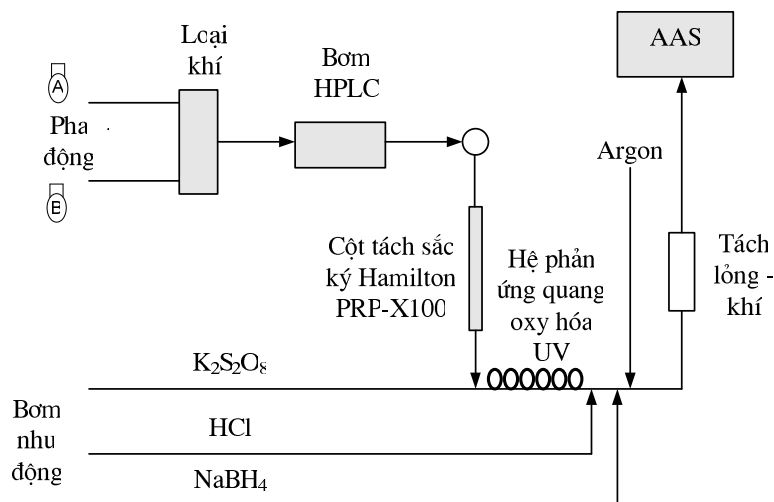 Loại
khí
Bơm
HPLC
AAS
A
Pha
động
B
Argon
Cột tách sắc
ký Hamilton
PRP-X100
Hệ phản
ứng quang
oxy hóa
UV
Tách
lỏng -
khí
K₂S₂O₈
Bơm
nhu
động
HCl
NaBH₄